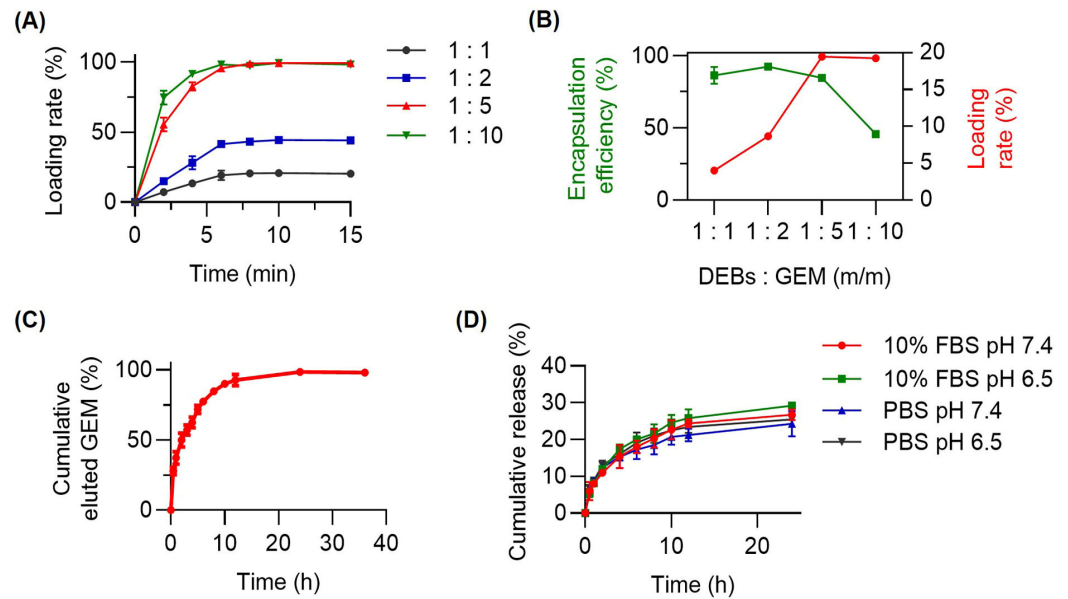 (A)
Loading rate (%)
100
50
0
0 5 10 15
Time (min)
1 : 1
1 : 2
1 : 5
1 : 10
(B)
Encapsulation
efficiency (%)
100
50
0
20
15
10
5
0
Loading
rate (%)
1 : 1 1 : 2 1 : 5 1 : 10
DEBs : GEM (m/m)
(C)
Cumulative
eluted GEM (%)
100
50
0
0 10 20 30 40
Time (h)
(D)
Cumulative release (%)
40
30
20
10
0
0 10 20
Time (h)
10% FBS pH 7.4
10% FBS pH 6.5
PBS pH 7.4
PBS pH 6.5